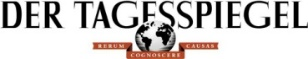 DER TAGESSPIEGEL
RERUM CAUSAS
COGNOSCERE